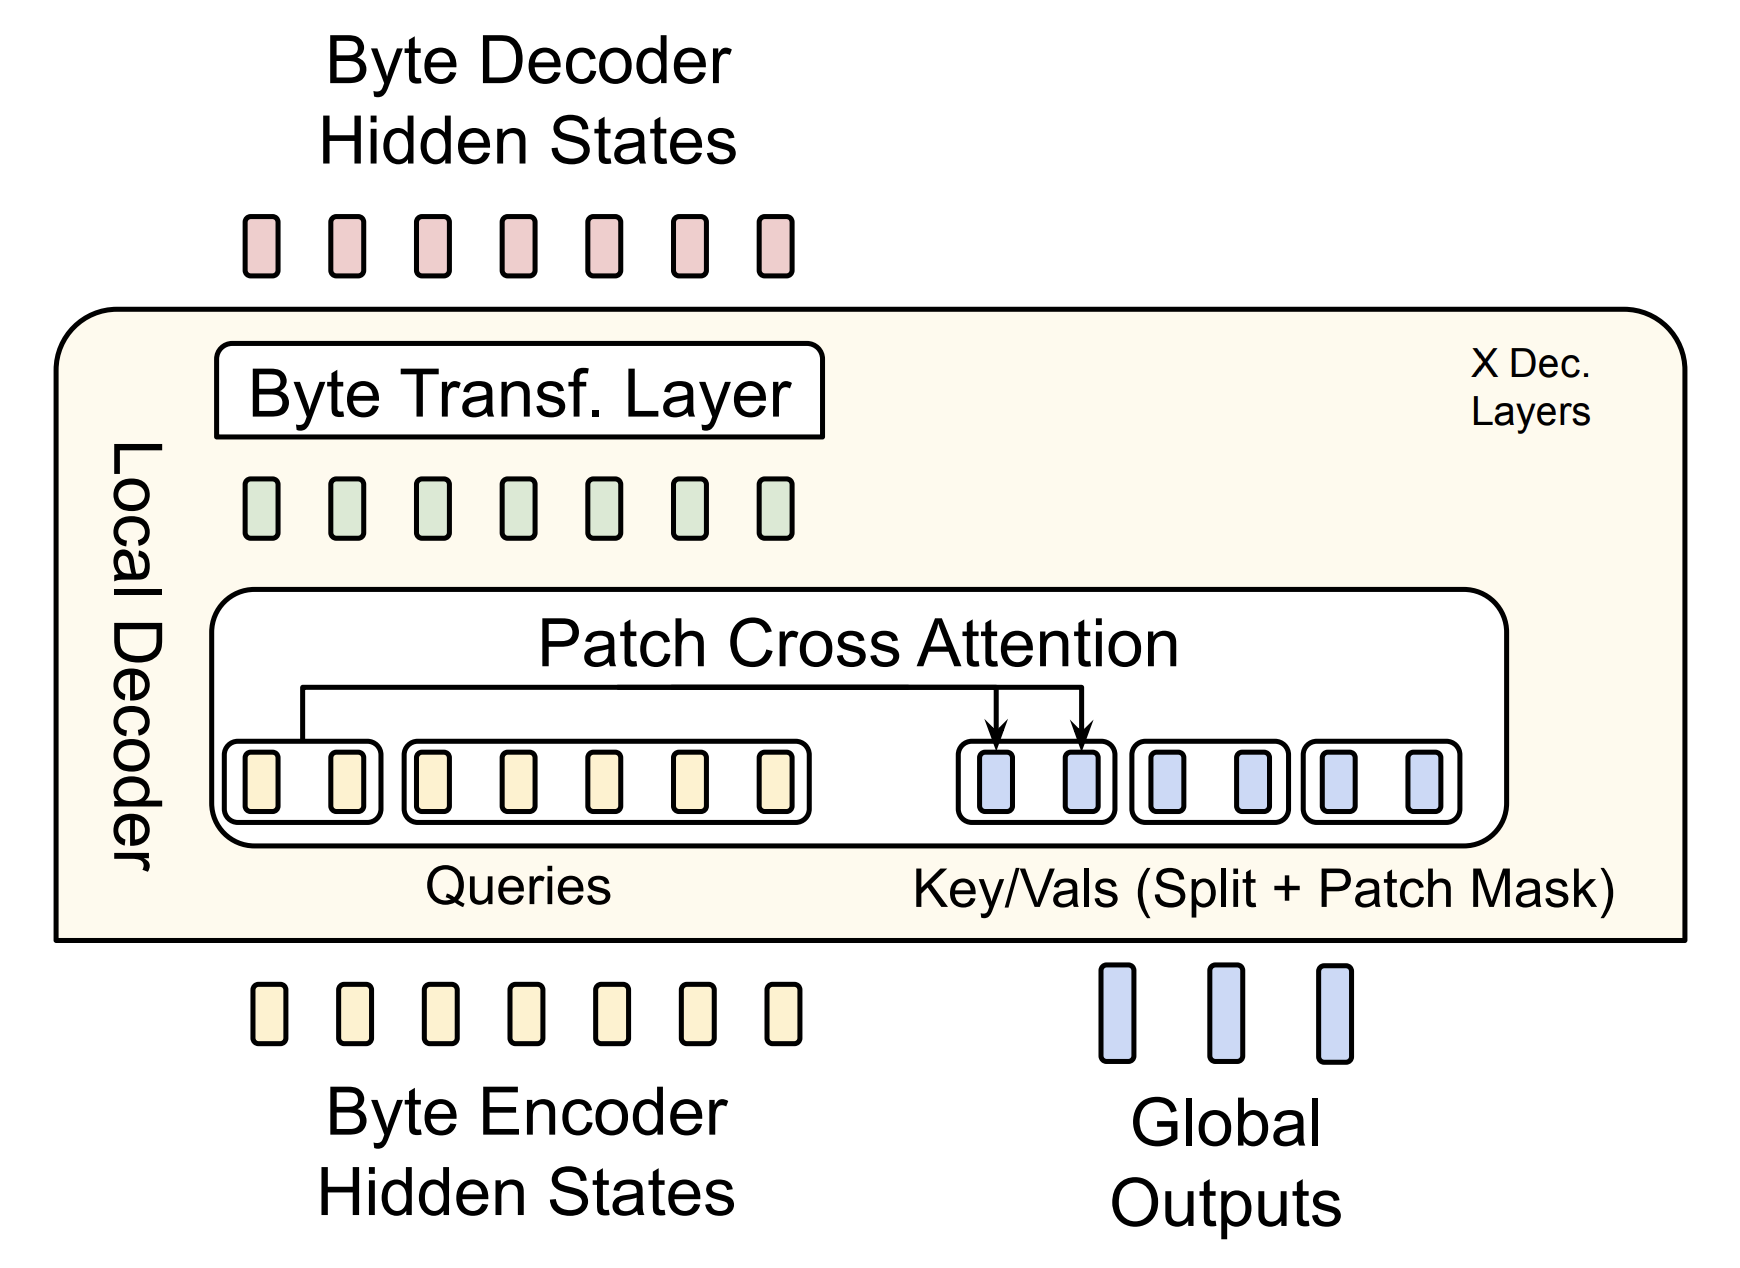 Byte Decoder
Hidden States
Byte Transf. Layer
X Dec.
Layers
Local Decoder
Patch Cross Attention
Queries
Key/Vals (Split + Patch Mask)
Byte Encoder
Hidden States
Global
Outputs